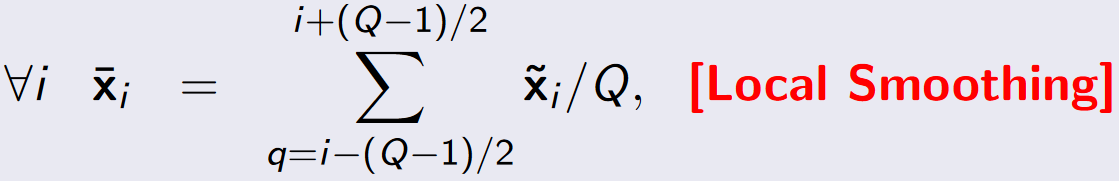 i+(Q−1)/2
∀i x̄ᵢ = ∑ x̃ᵢ/Q, [Local Smoothing]
q=i−(Q−1)/2